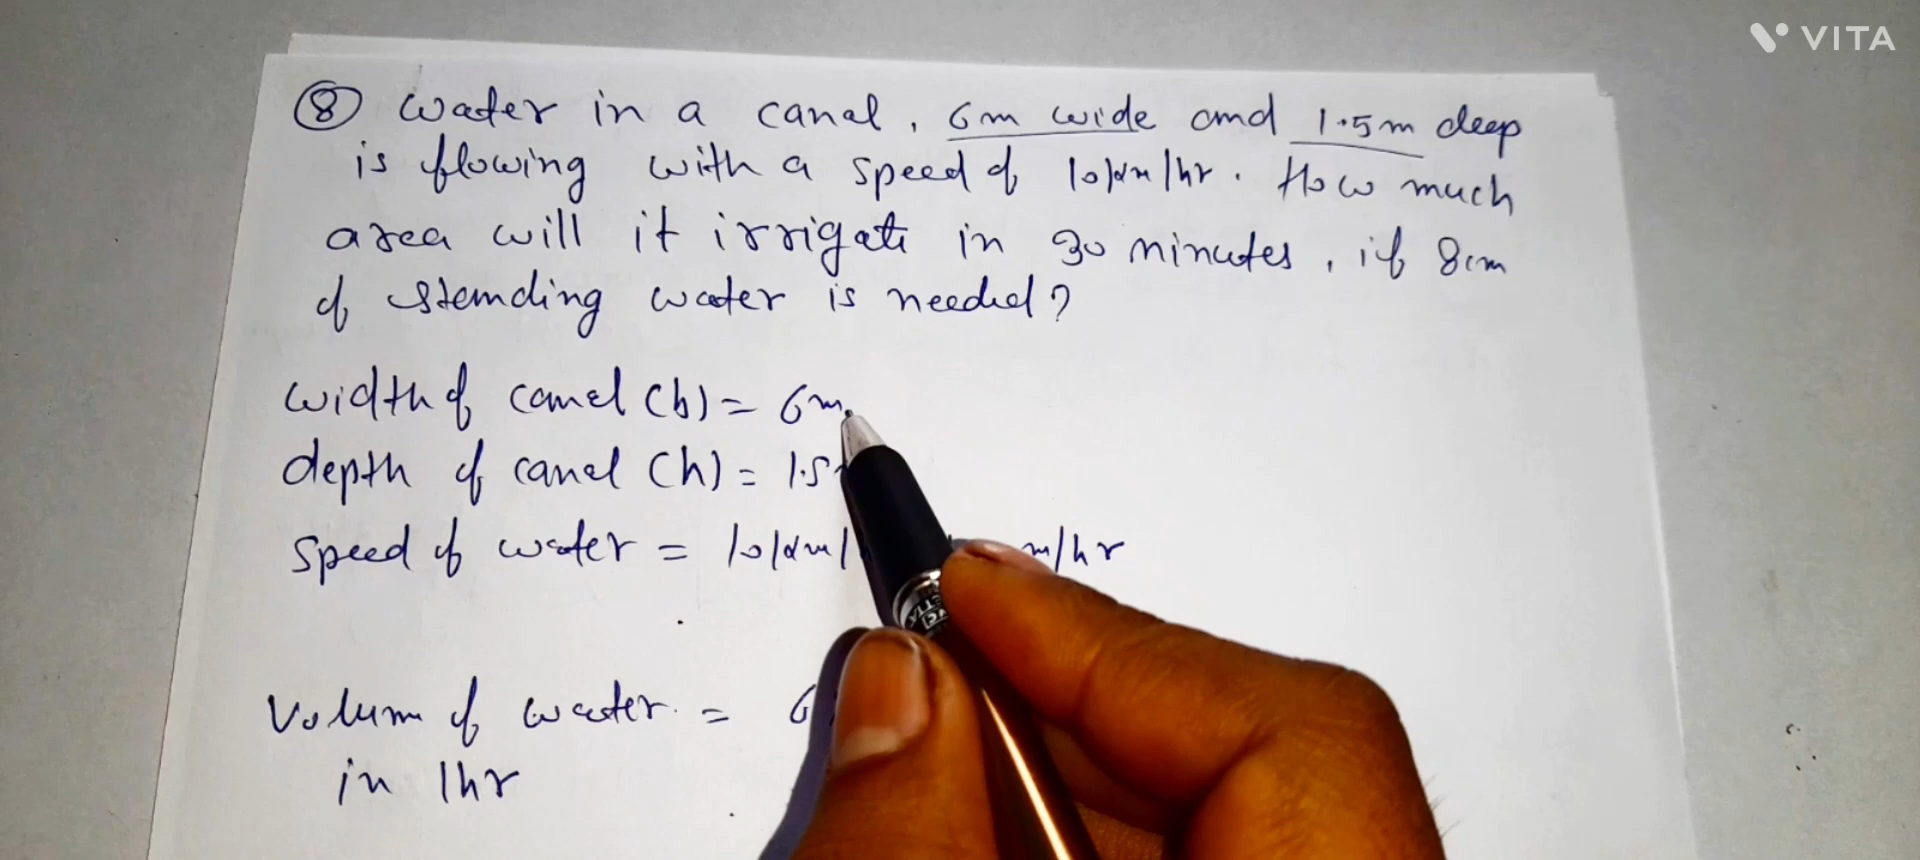 VITA
⑧ Water in a canal, 6m wide and 1.5m deep
is flowing with a speed of 10km/hr. How much
area will it irrigate in 30 minutes, if 8cm
of standing water is needed?
width of canal (b) = 6m
depth of canal (h) = 1.5
speed of water = 10km/ m/hr
Volum of water = 6
in 1hr